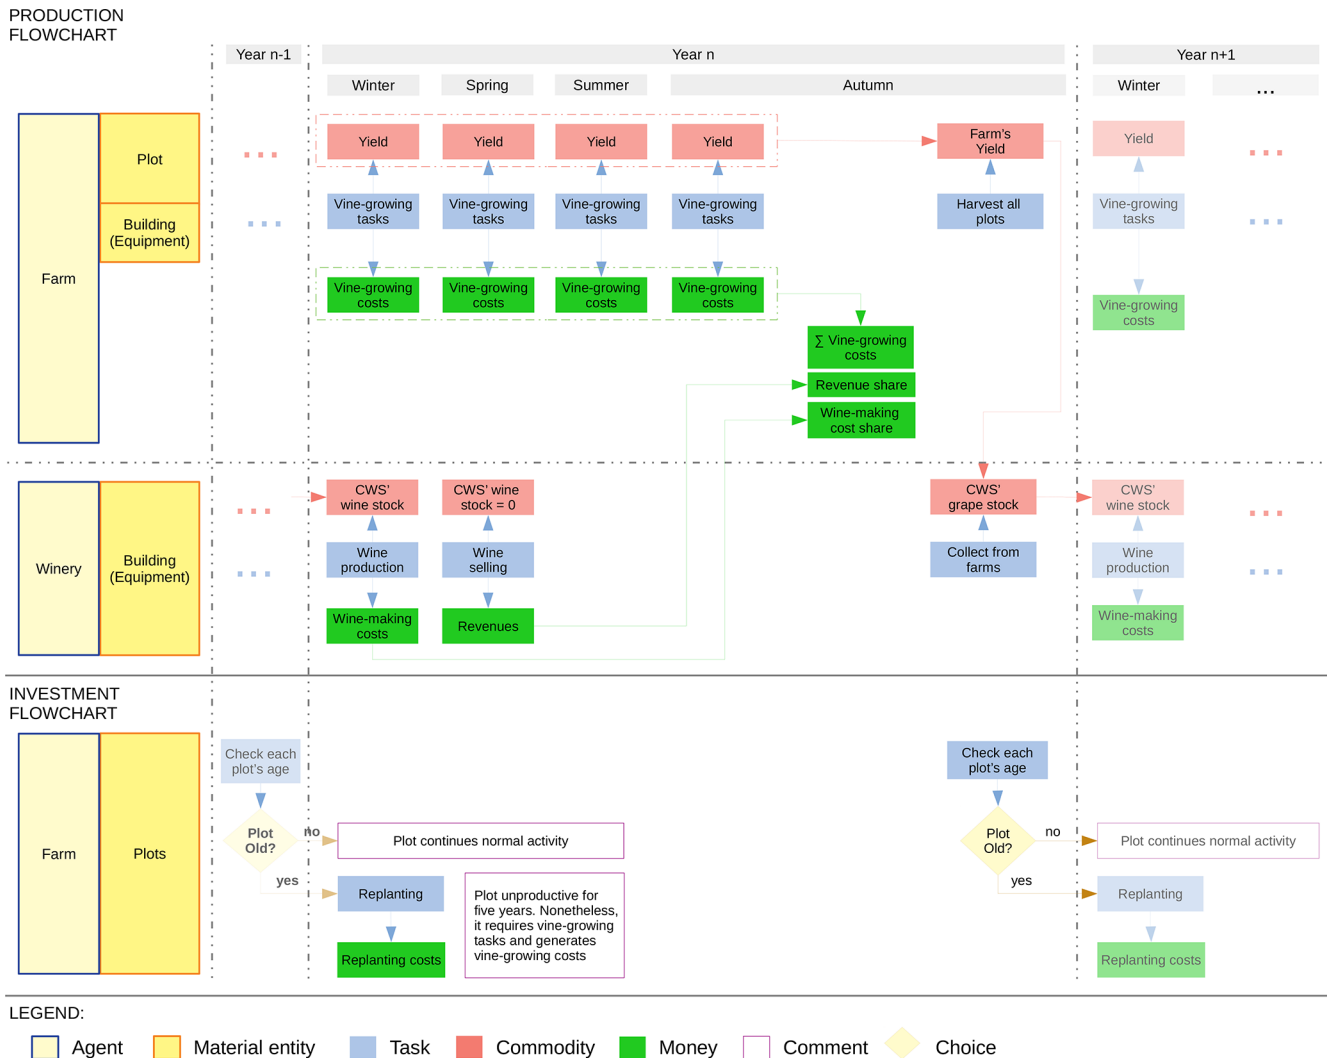 PRODUCTION
FLOWCHART
Year n-1
Year n
Year n+1
Winter
Spring
Summer
Autumn
Winter
...
Farm
Plot
Building
(Equipment)
...
Yield
Yield
Yield
Yield
Farm's
Yield
Yield
...
...
Vine-growing
tasks
Vine-growing
tasks
Vine-growing
tasks
Vine-growing
tasks
Harvest all
plots
Vine-growing
tasks
...
Vine-growing
costs
Vine-growing
costs
Vine-growing
costs
Vine-growing
costs
Vine-growing
costs
∑ Vine-growing
costs
Revenue share
Wine-making
cost share
Winery
Building
(Equipment)
...
CWS'
wine stock
CWS' wine
stock = 0
CWS'
grape stock
CWS'
wine stock
...
...
Wine
production
Wine
selling
Collect from
farms
Wine
production
...
Wine-making
costs
Revenues
Wine-making
costs
INVESTMENT
FLOWCHART
Farm
Plots
Check each
plot's age
Plot
Old?
no
Plot continues normal activity
yes
Replanting
Replanting costs
Plot unproductive for
five years. Nonetheless,
it requires vine-growing
tasks and generates
vine-growing costs
Check each
plot's age
Plot
Old?
no
Plot continues normal activity
yes
Replanting
Replanting costs
LEGEND:
Agent
Material entity
Task
Commodity
Money
Comment
Choice